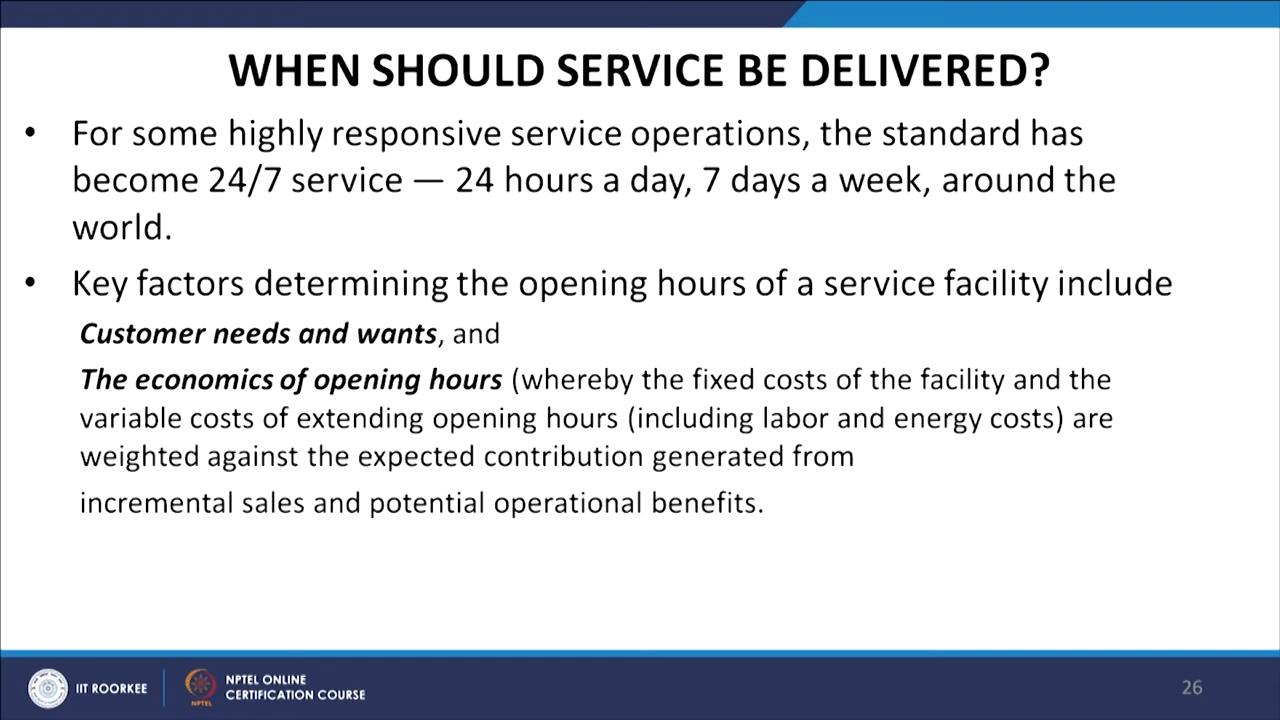 WHEN SHOULD SERVICE BE DELIVERED?
• For some highly responsive service operations, the standard has
become 24/7 service — 24 hours a day, 7 days a week, around the
world.
• Key factors determining the opening hours of a service facility include
Customer needs and wants, and
The economics of opening hours (whereby the fixed costs of the facility and the
variable costs of extending opening hours (including labor and energy costs) are
weighted against the expected contribution generated from
incremental sales and potential operational benefits.
IIT ROORKEE
NPTEL
NPTEL ONLINE
CERTIFICATION COURSE
26